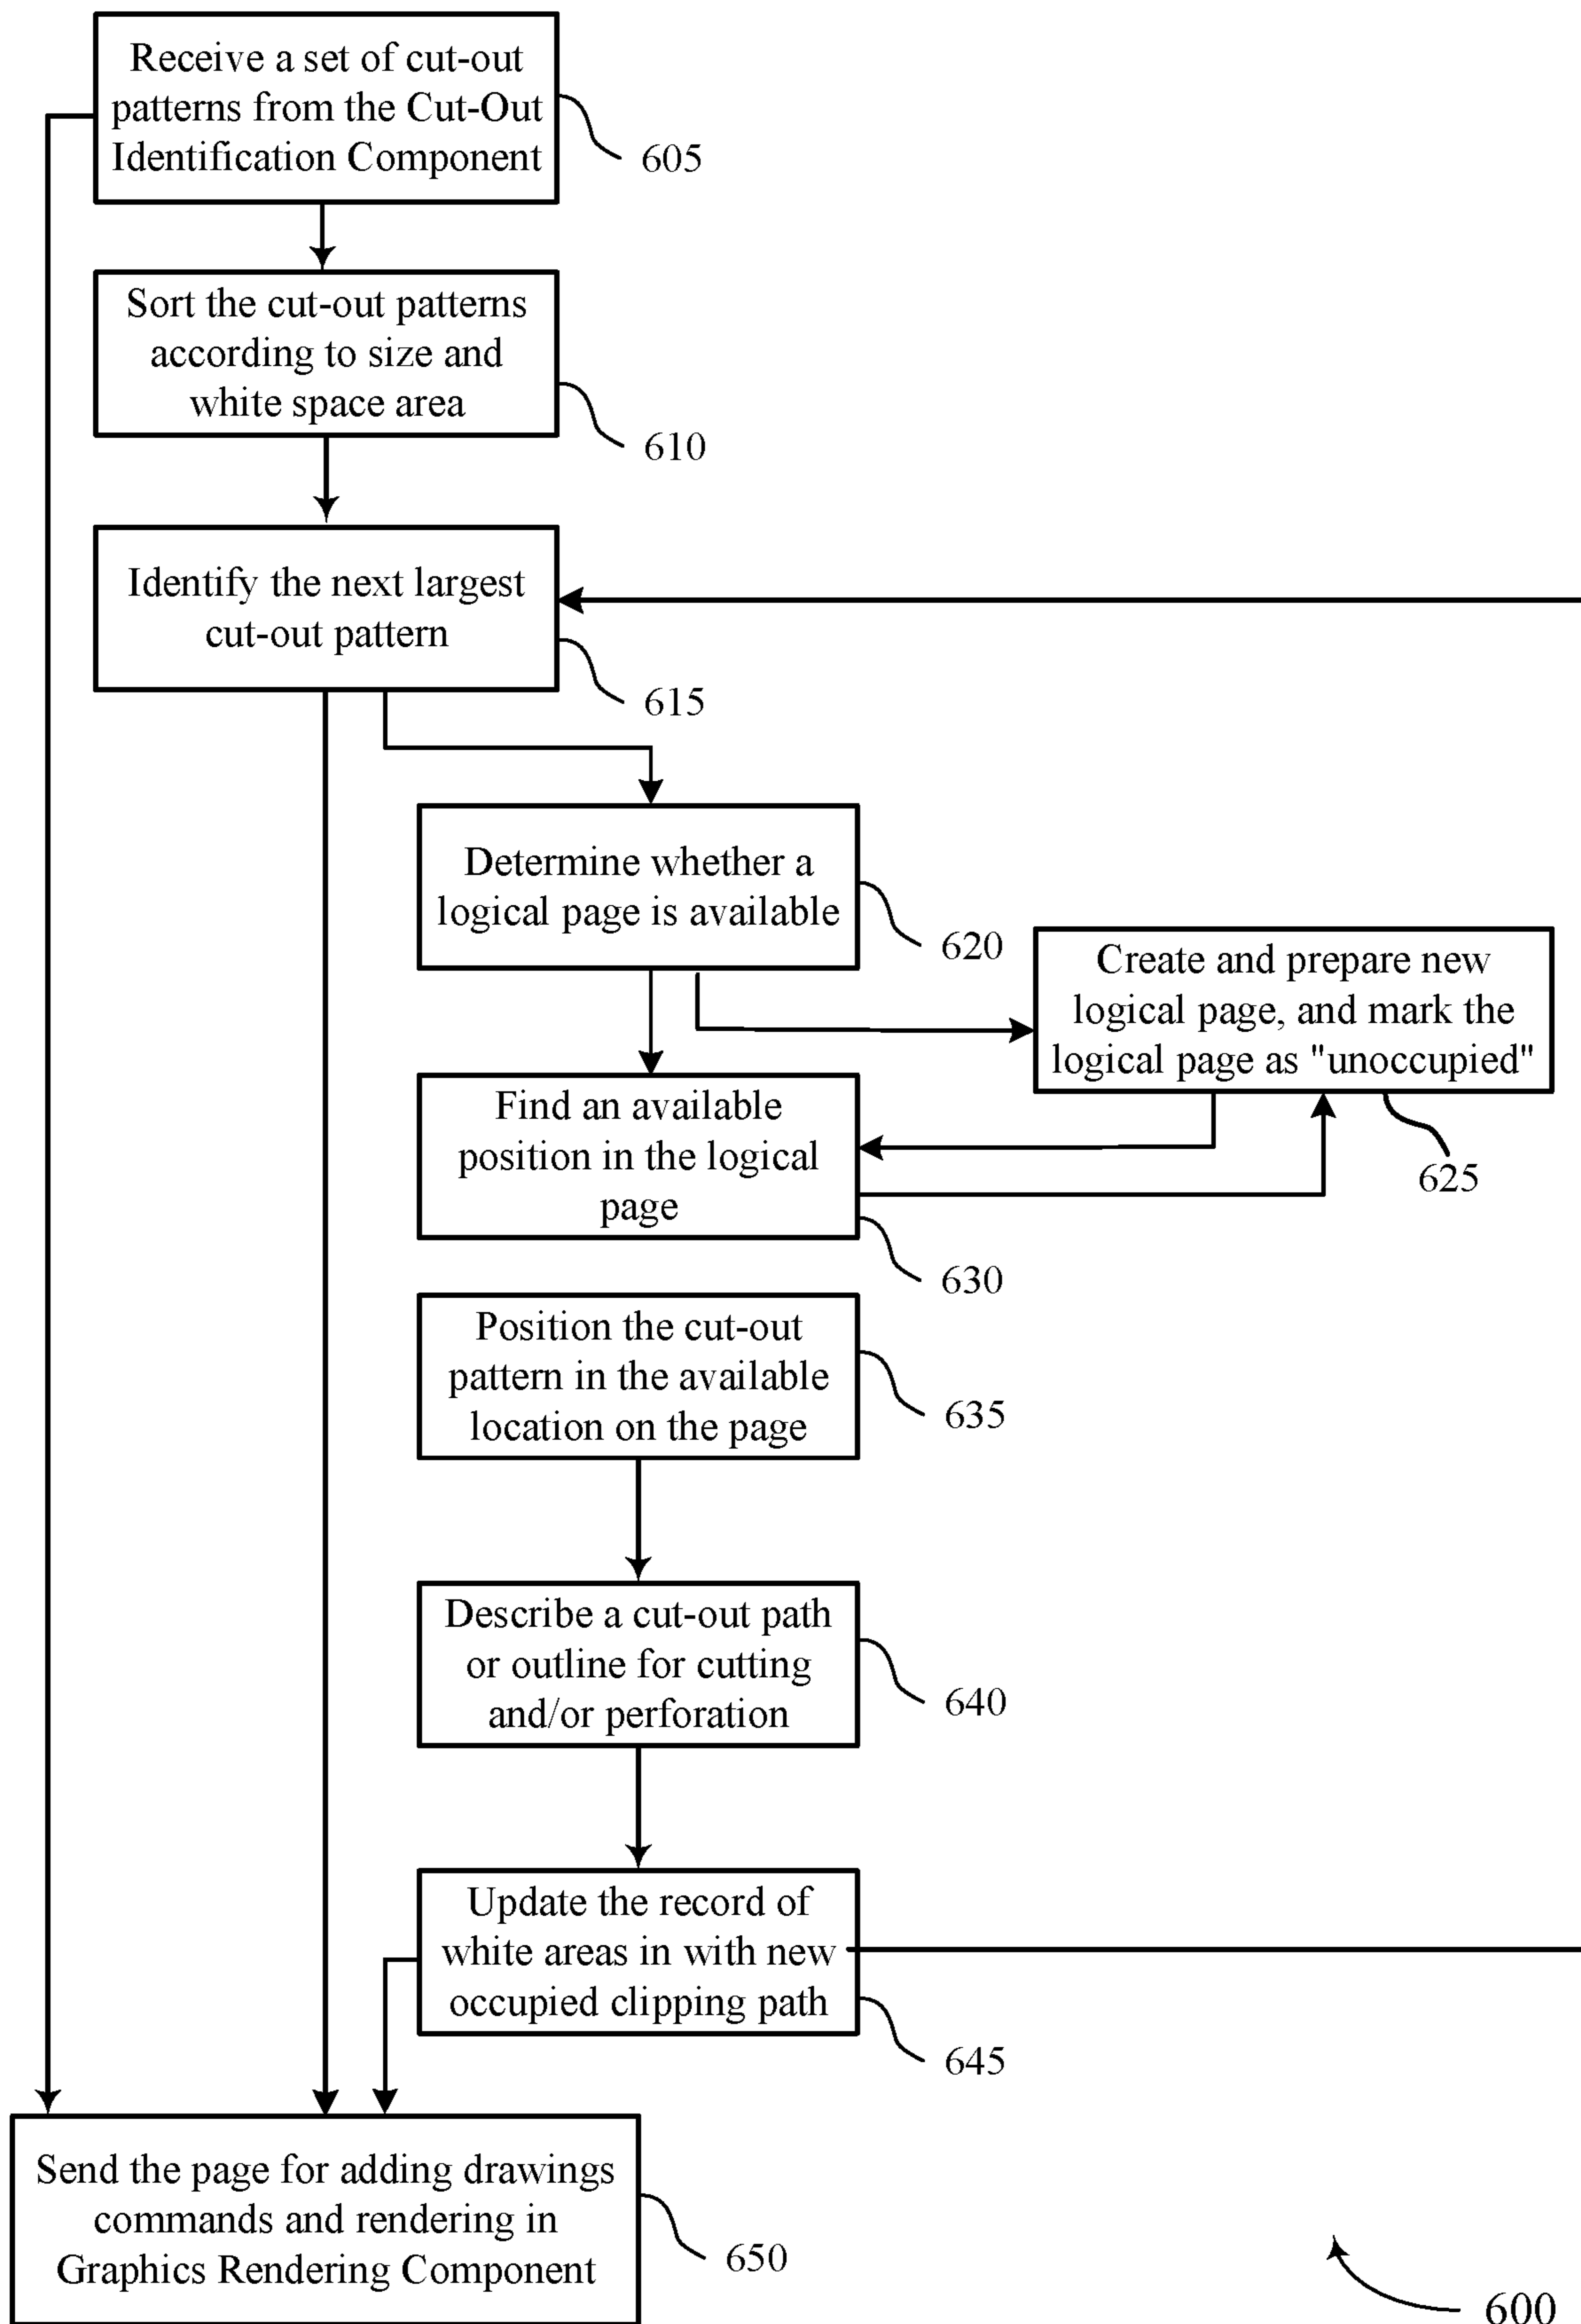 Receive a set of cut-out
patterns from the Cut-Out
Identification Component
605
Sort the cut-out patterns
according to size and
white space area
610
Identify the next largest
cut-out pattern
615
Determine whether a
logical page is available
620
Create and prepare new
logical page, and mark the
logical page as "unoccupied"
625
Find an available
position in the logical
page
630
Position the cut-out
pattern in the available
location on the page
635
Describe a cut-out path
or outline for cutting
and/or perforation
640
Update the record of
white areas in with new
occupied clipping path
645
Send the page for adding drawings
commands and rendering in
Graphics Rendering Component
650
600